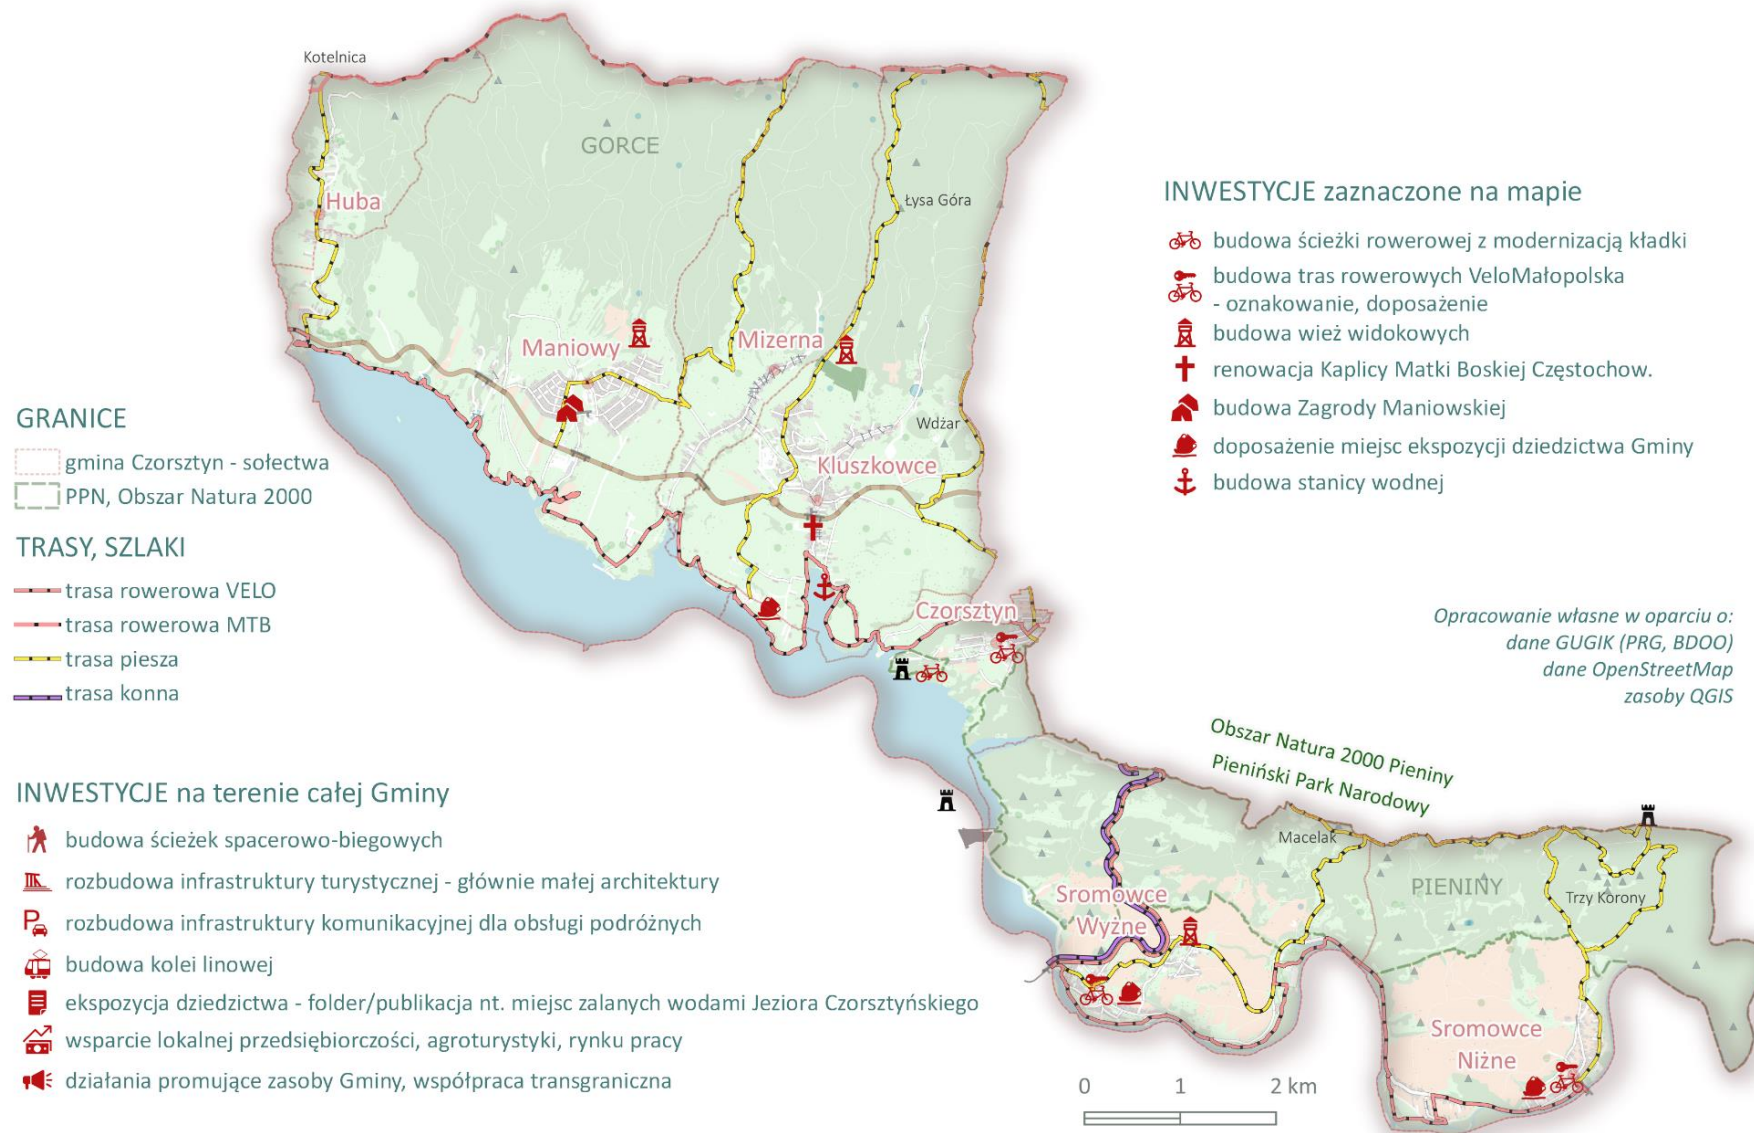 Kotelnica
GORCE
Huba
Łysa Góra
Maniowy
Mizerna
Wdżar
Kluszkowce
Czorsztyn
GRANICE
gmina Czorsztyn - sołectwa
PPN, Obszar Natura 2000
TRASY, SZLAKI
trasa rowerowa VELO
trasa rowerowa MTB
trasa piesza
trasa konna
INWESTYCJE na terenie całej Gminy
budowa ścieżek spacerowo-biegowych
rozbudowa infrastruktury turystycznej - głównie małej architektury
rozbudowa infrastruktury komunikacyjnej dla obsługi podróżnych
budowa kolei linowej
ekspozycja dziedzictwa - folder/publikacja nt. miejsc zalanych wodami Jeziora Czorsztyńskiego
wsparcie lokalnej przedsiębiorczości, agroturystyki, rynku pracy
działania promujące zasoby Gminy, współpraca transgraniczna
INWESTYCJE zaznaczone na mapie
budowa ścieżki rowerowej z modernizacją kładki
budowa tras rowerowych VeloMałopolska
- oznakowanie, doposażenie
budowa wież widokowych
renowacja Kaplicy Matki Boskiej Częstochow.
budowa Zagrody Maniowskiej
doposażenie miejsc ekspozycji dziedzictwa Gminy
budowa stanicy wodnej
Opracowanie własne w oparciu o:
dane GUGIK (PRG, BDOO)
dane OpenStreetMap
zasoby QGIS
Obszar Natura 2000 Pieniny
Pieniński Park Narodowy
Macelak
PIENINY
Trzy Korony
Sromowce
Wyżne
Sromowce
Niżne
0 1 2 km